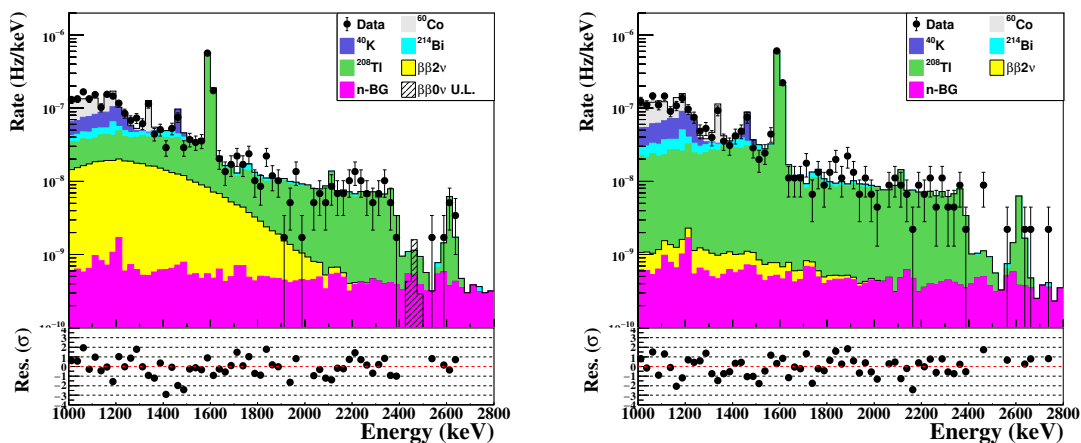 Rate (Hz/keV)
10⁻⁶
10⁻⁷
10⁻⁸
10⁻⁹
10⁻¹⁰
Data
⁶⁰Co
⁴⁰K
²¹⁴Bi
²⁰⁸Tl
ββ2ν
n-BG
ββ0ν U.L.
Res. (σ)
4
3
2
1
0
−1
−2
−3
−4
1000 1200 1400 1600 1800 2000 2200 2400 2600 2800
Energy (keV)
Rate (Hz/keV)
10⁻⁶
10⁻⁷
10⁻⁸
10⁻⁹
10⁻¹⁰
Data
⁶⁰Co
⁴⁰K
²¹⁴Bi
²⁰⁸Tl
ββ2ν
n-BG
Res. (σ)
4
3
2
1
0
−1
−2
−3
−4
1000 1200 1400 1600 1800 2000 2200 2400 2600 2800
Energy (keV)